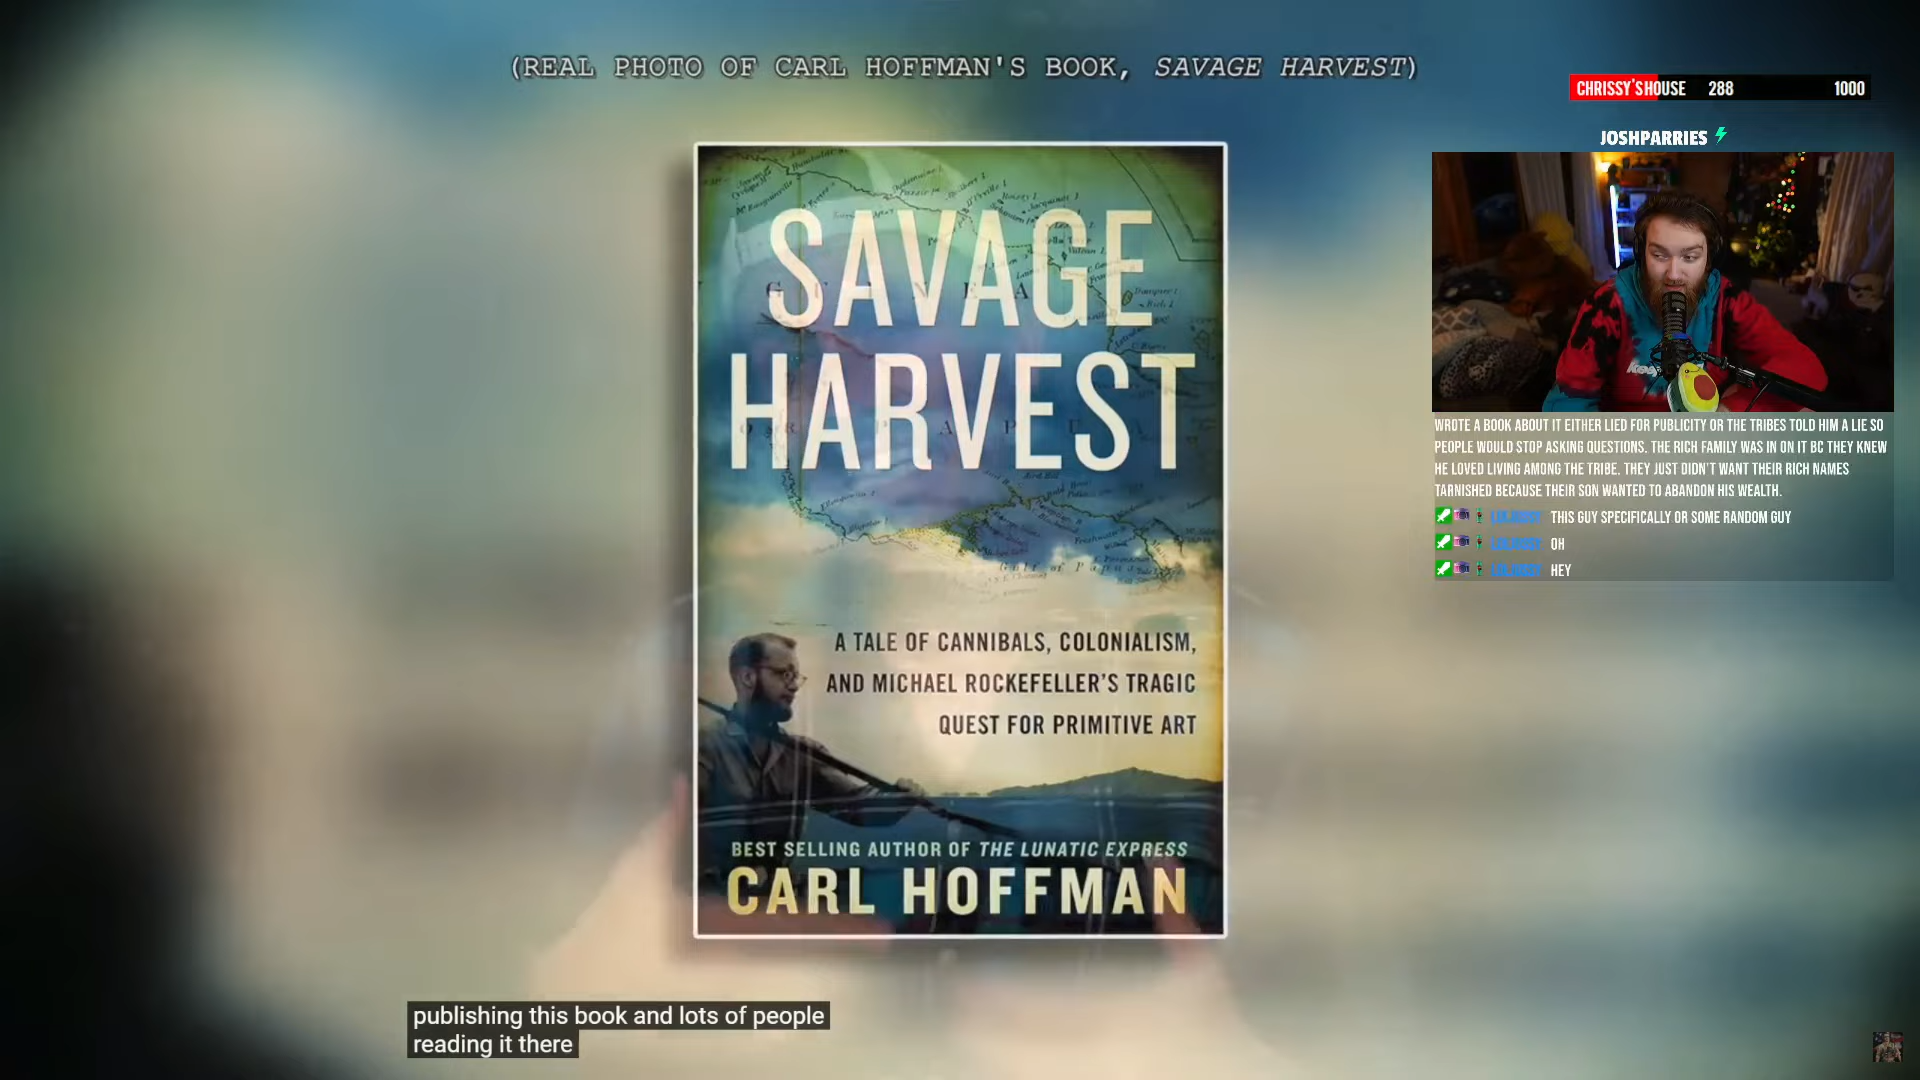 (REAL PHOTO OF CARL HOFFMAN'S BOOK, SAVAGE HARVEST)
CHRISSY'S HOUSE 288 1000
JOSHPARRIES
SAVAGE
HARVEST
A TALE OF CANNIBALS, COLONIALISM,
AND MICHAEL ROCKEFELLER'S TRAGIC
QUEST FOR PRIMITIVE ART
BEST SELLING AUTHOR OF THE LUNATIC EXPRESS
CARL HOFFMAN
WROTE A BOOK ABOUT IT EITHER LIED FOR PUBLICITY OR THE TRIBES TOLD HIM A LIE SO
PEOPLE WOULD STOP ASKING QUESTIONS. THE RICH FAMILY WAS IN ON IT BC THEY KNEW
HE LOVED LIVING AMONG THE TRIBE. THEY JUST DIDN'T WANT THEIR RICH NAMES
TARNISHED BECAUSE THEIR SON WANTED TO ABANDON HIS WEALTH.
THIS GUY SPECIFICALLY OR SOME RANDOM GUY
OH
HEY
publishing this book and lots of people
reading it there